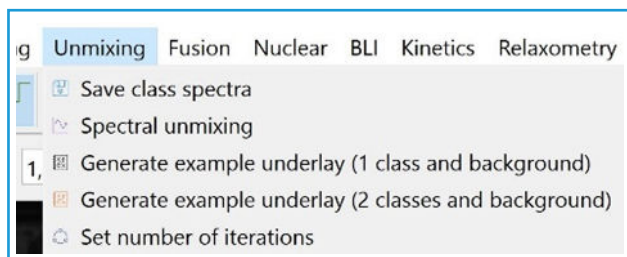 g Unmixing Fusion Nuclear BLI Kinetics Relaxometry
Save class spectra
Spectral unmixing
1, Generate example underlay (1 class and background)
Generate example underlay (2 classes and background)
Set number of iterations